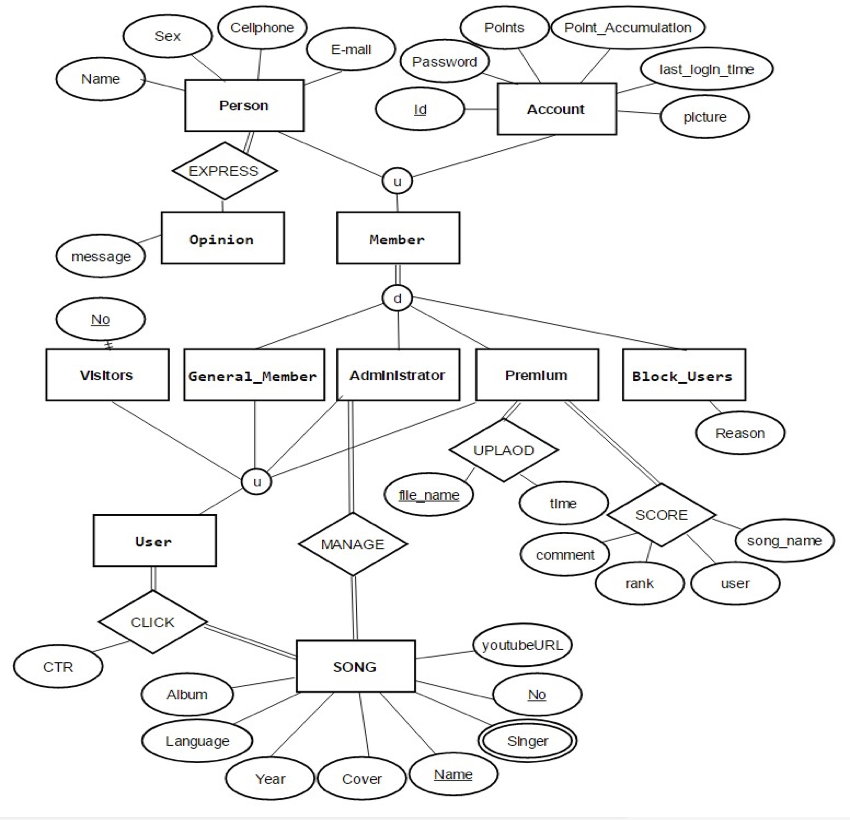 Sex
Cellphone
E-mail
Name
Person
Points
Point_Accumulation
Password
last_login_time
Id
Account
picture
EXPRESS
u
Opinion
Member
message
d
No
Visitors
General_Member
Administrator
Premium
Block_Users
Reason
UPLAOD
file_name
time
u
SCORE
User
MANAGE
comment
song_name
rank
user
CLICK
CTR
SONG
youtubeURL
Album
No
Language
Singer
Year
Cover
Name